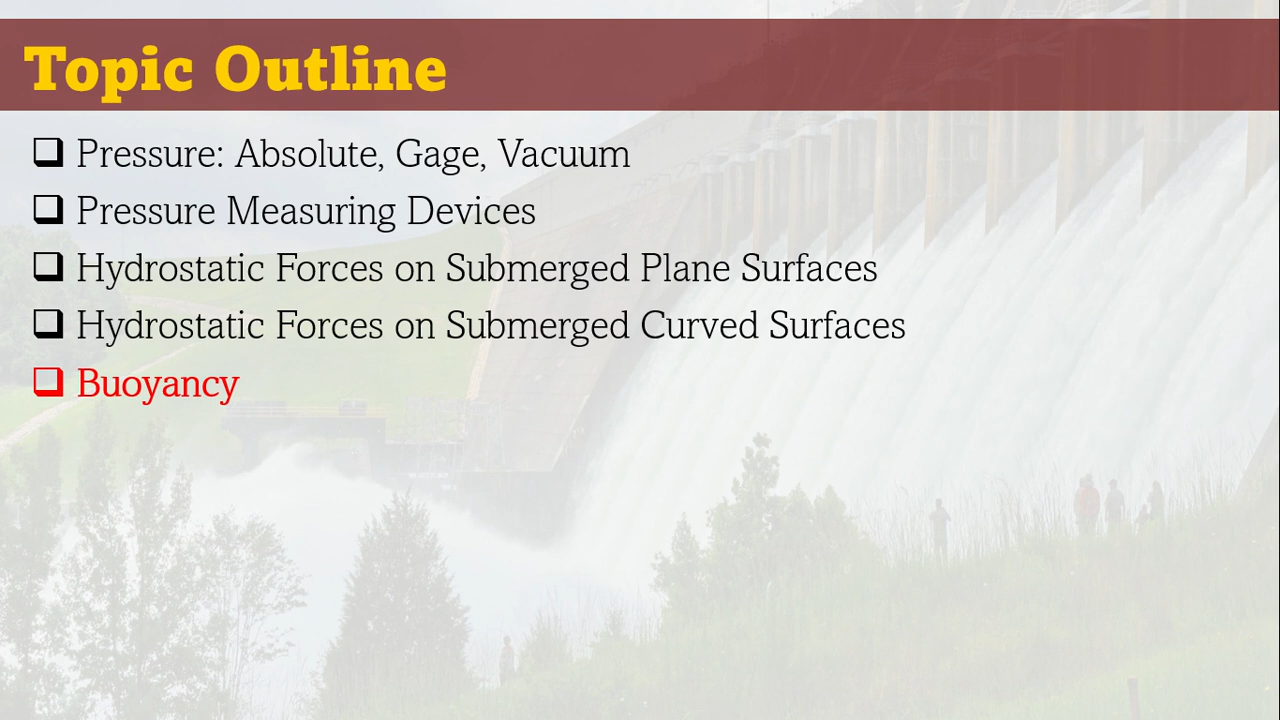 Topic Outline
❑ Pressure: Absolute, Gage, Vacuum
❑ Pressure Measuring Devices
❑ Hydrostatic Forces on Submerged Plane Surfaces
❑ Hydrostatic Forces on Submerged Curved Surfaces
❑ Buoyancy